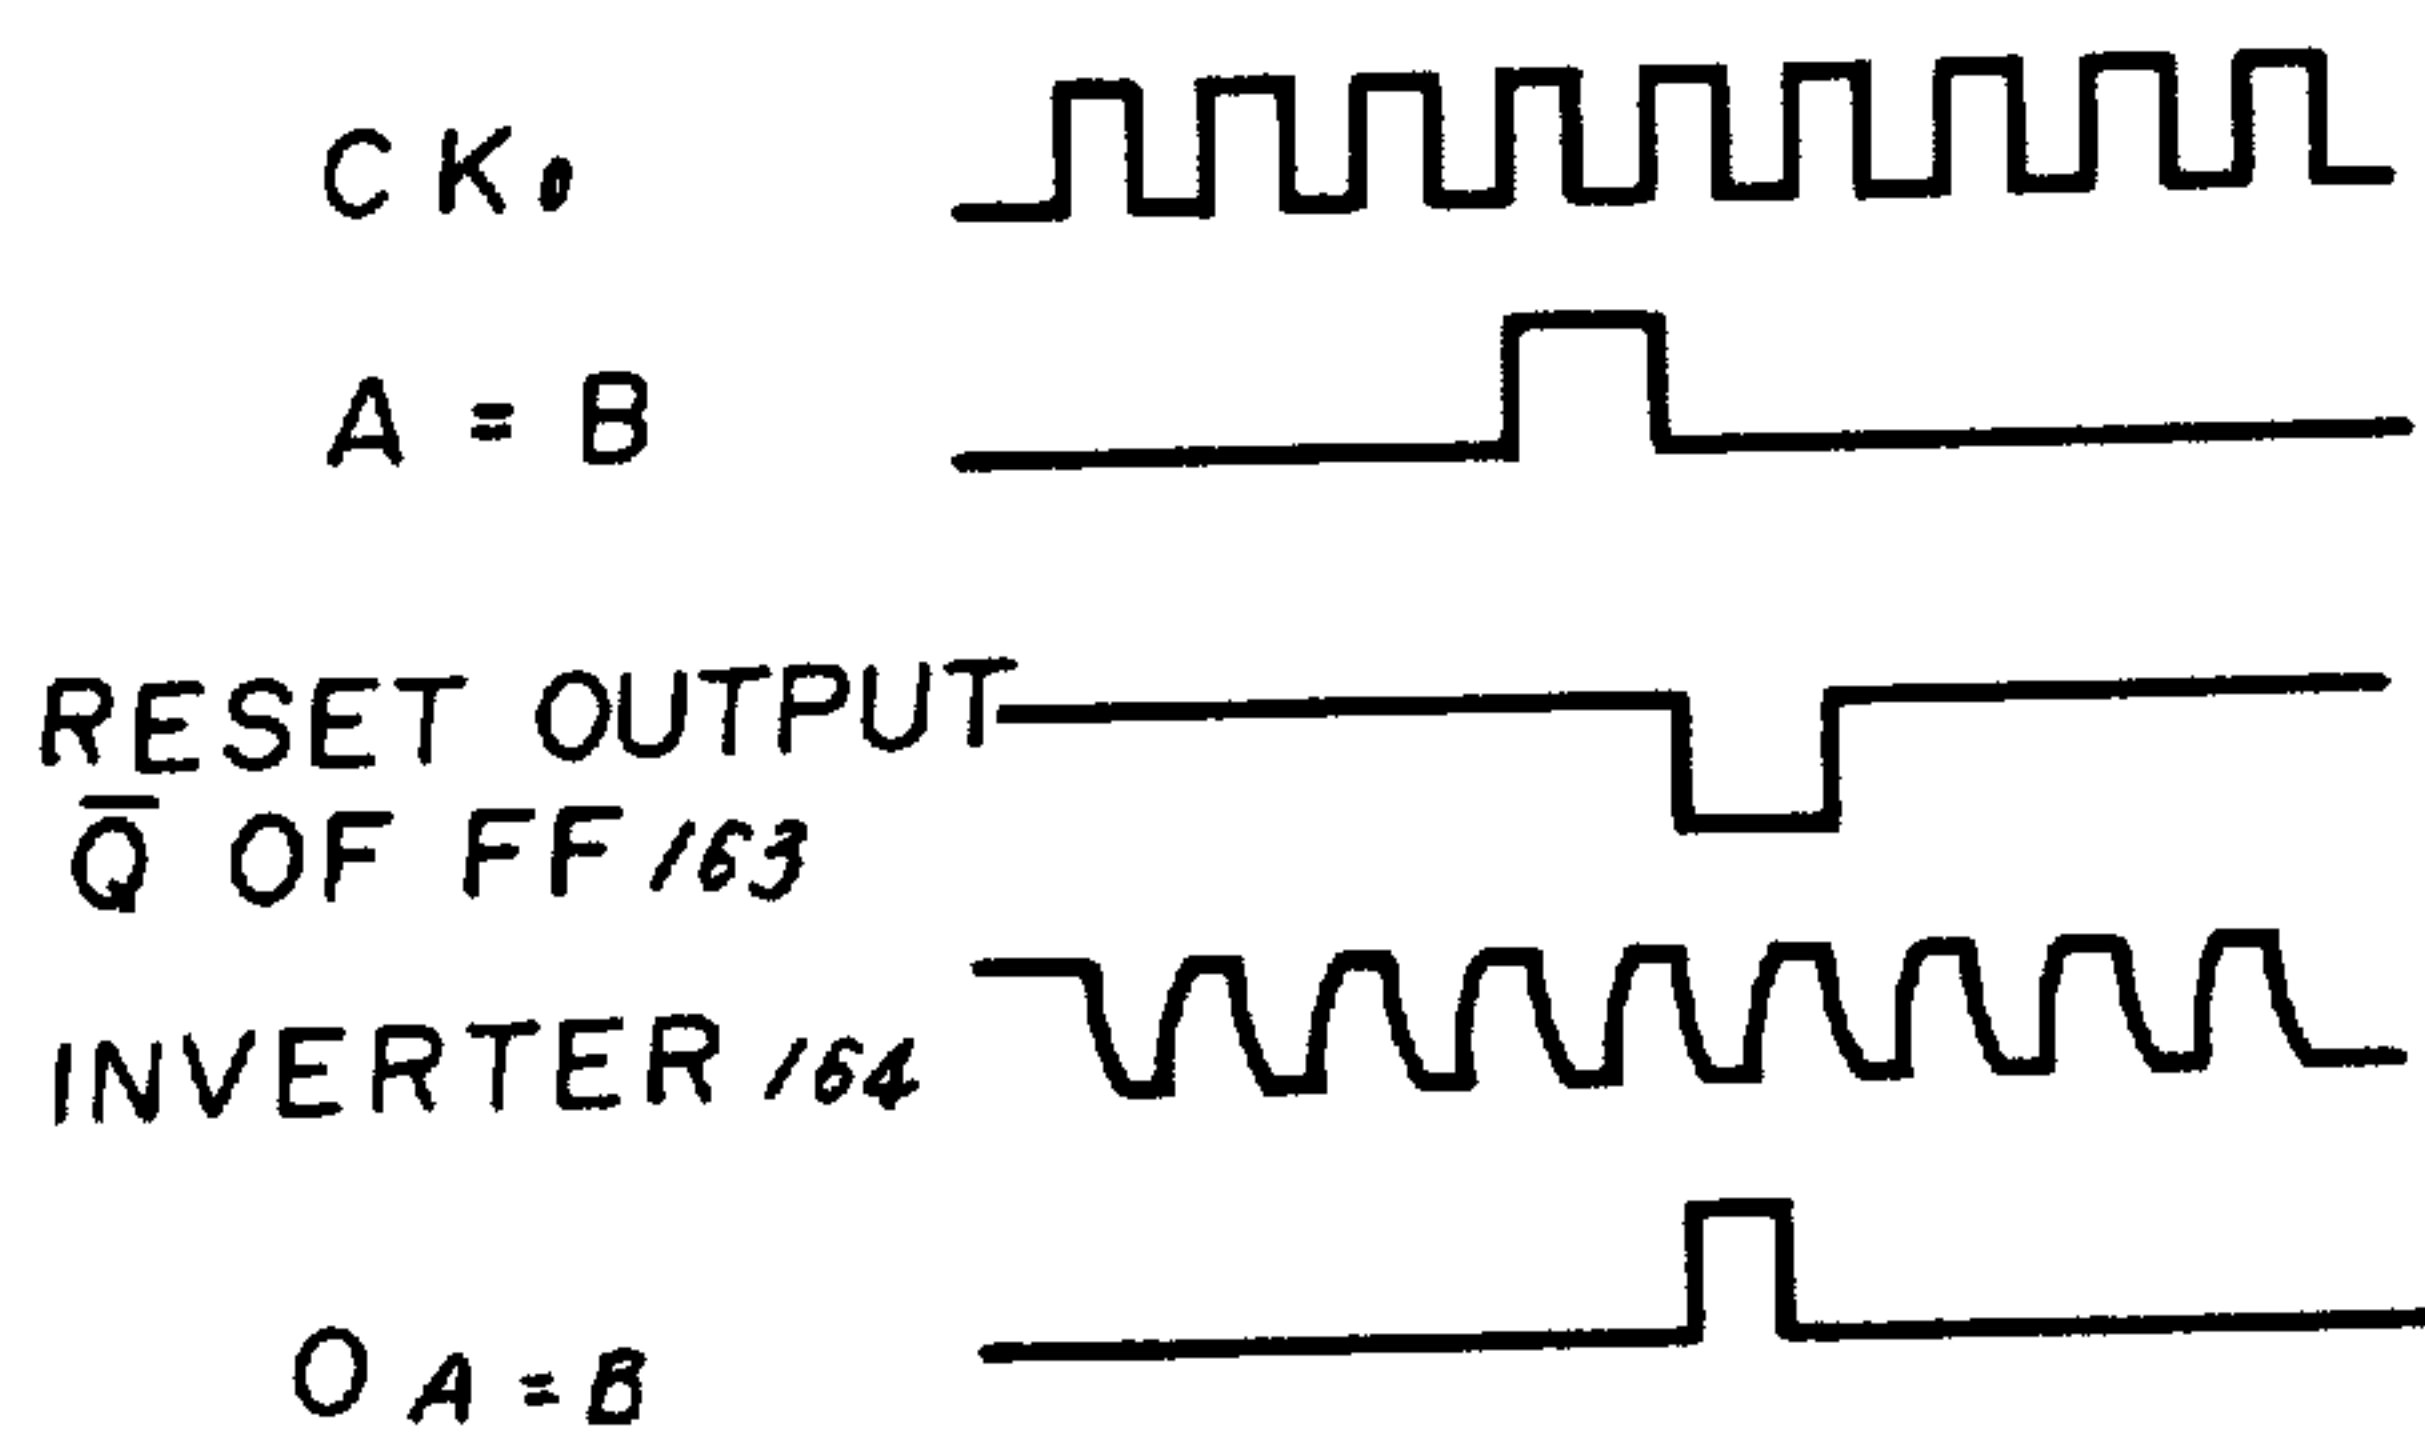 CK0
A = B
RESET OUTPUT
Q̅ OF FF 163
INVERTER 164
O A = B